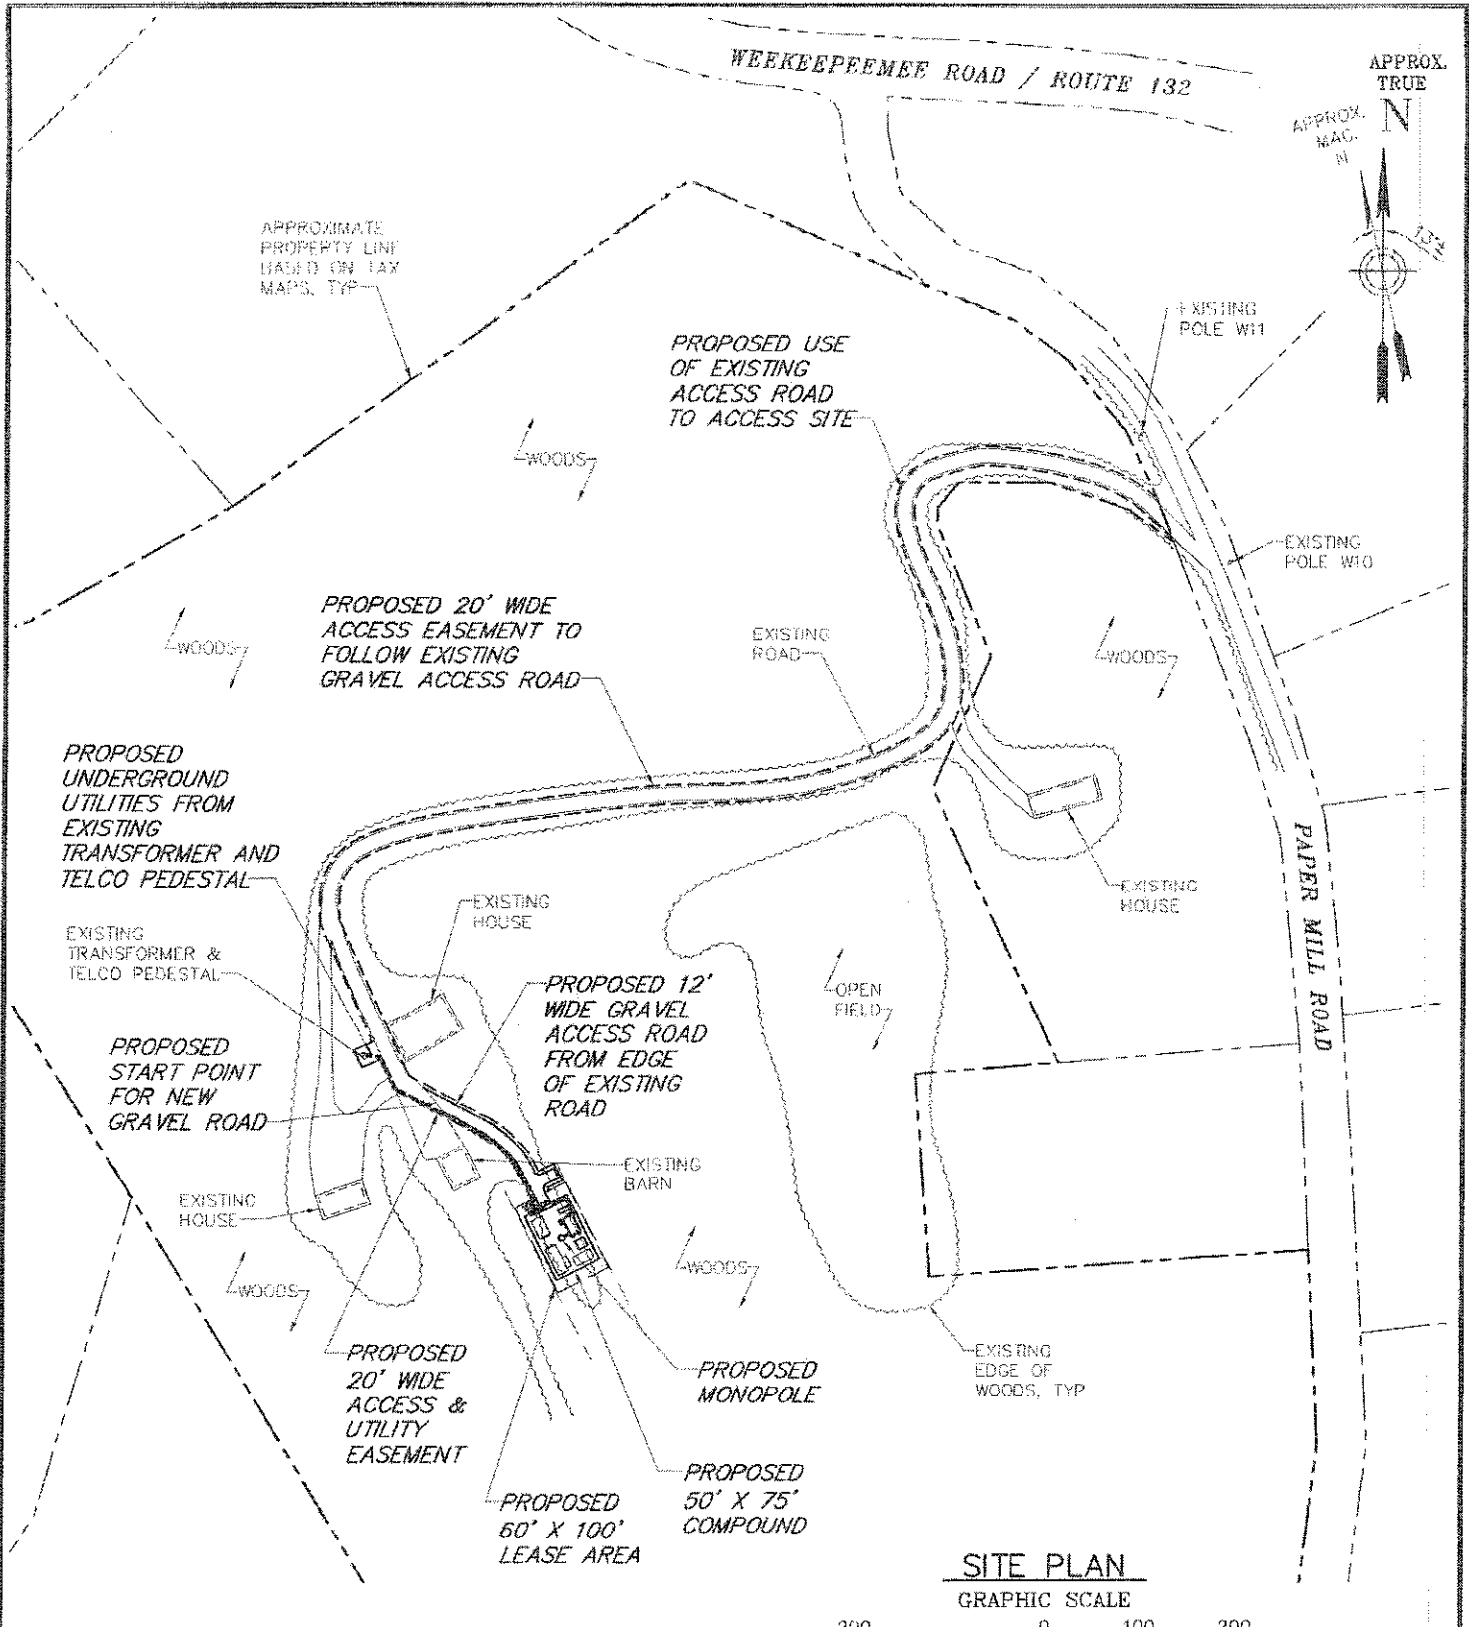 WEEKEEPEEMEE ROAD / ROUTE 132
APPROX.
TRUE
N
APPROX.
MAG.
N
APPROXIMATE
PROPERTY LINE
BASED ON TAX
MAPS, TYP
EXISTING
POLE W11
PROPOSED USE
OF EXISTING
ACCESS ROAD
TO ACCESS SITE
WOODS
EXISTING
POLE W10
PROPOSED 20' WIDE
ACCESS EASEMENT TO
FOLLOW EXISTING
GRAVEL ACCESS ROAD
WOODS
EXISTING
ROAD
WOODS
PROPOSED
UNDERGROUND
UTILITIES FROM
EXISTING
TRANSFORMER AND
TELCO PEDESTAL
PAPER MILL ROAD
EXISTING
HOUSE
EXISTING
HOUSE
EXISTING
TRANSFORMER &
TELCO PEDESTAL
PROPOSED 12'
WIDE GRAVEL
ACCESS ROAD
FROM EDGE
OF EXISTING
ROAD
OPEN
FIELD
PROPOSED
START POINT
FOR NEW
GRAVEL ROAD
EXISTING
BARN
EXISTING
HOUSE
WOODS
WOODS
PROPOSED
20' WIDE
ACCESS &
UTILITY
EASEMENT
PROPOSED
MONOPOLE
EXISTING
EDGE OF
WOODS, TYP
PROPOSED
60' X 100'
LEASE AREA
PROPOSED
50' X 75'
COMPOUND
SITE PLAN
GRAPHIC SCALE
200 0 100 200